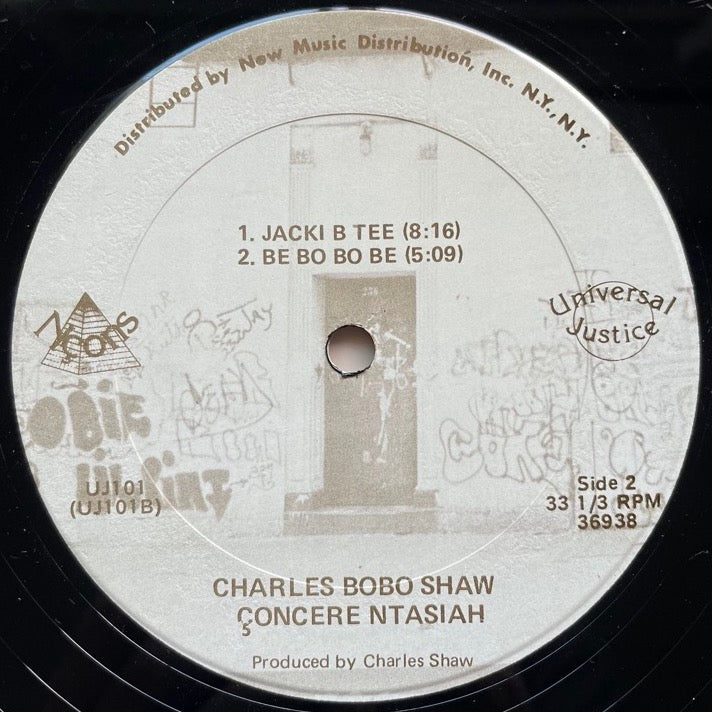 Distributed by New Music Distribution, Inc. N.Y., N.Y.
1. JACKI B TEE (8:16)
2. BE BO BO BE (5:09)
Universal
Justice
UJ101
(UJ101B)
Side 2
33 1/3 RPM
36938
CHARLES BOBO SHAW
ÇONCERE NTASIAH
Produced by Charles Shaw